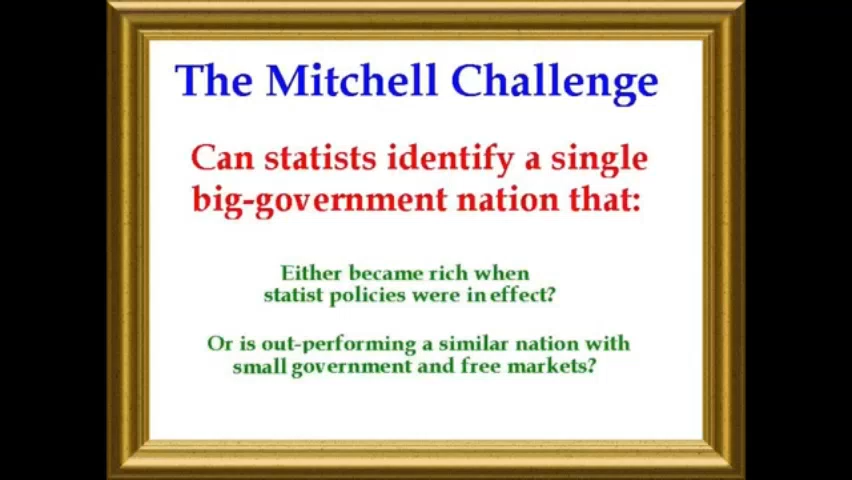 The Mitchell Challenge
Can statists identify a single
big-government nation that:
Either became rich when
statist policies were in effect?
Or is out-performing a similar nation with
small government and free markets?